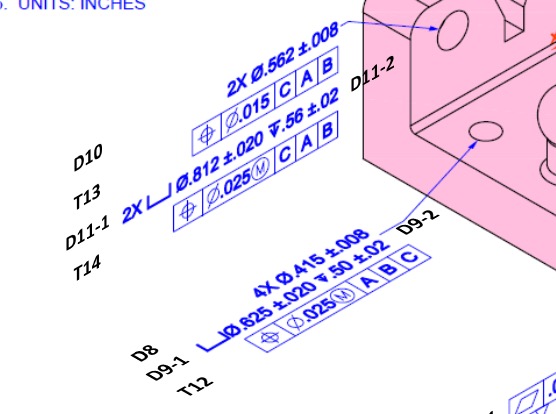 5. UNITS: INCHES
2X Ø.562 ±.008
D11-2
⌖ Ø.015 C A B
D10
T13
2X ⌴ Ø.812 ±.020 ↧.56 ±.02
D11-1
⌖ Ø.025Ⓜ C A B
T14
D9-2
4X Ø.415 ±.008
D8
⌴Ø.625 ±.020 ↧.50 ±.02
D9-1
⌖ Ø.025Ⓜ A B C
T12